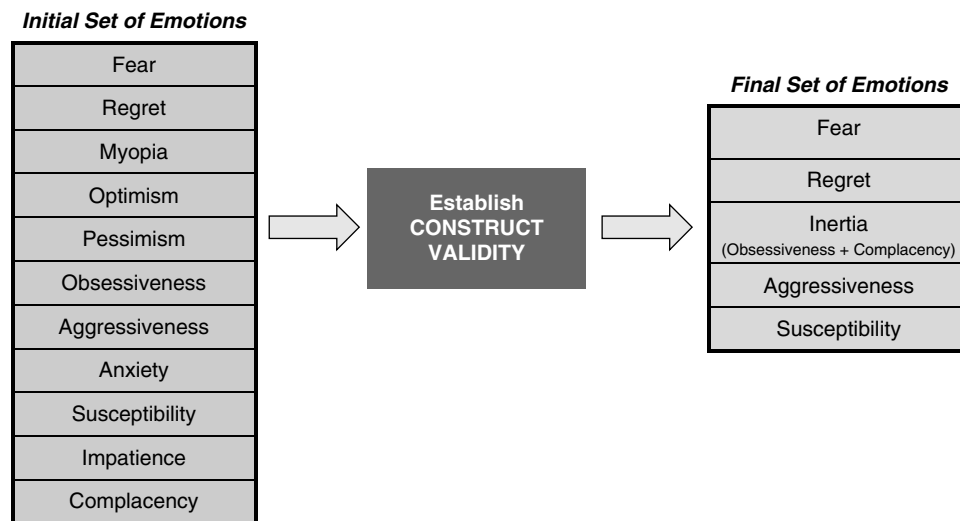 Initial Set of Emotions
Fear
Regret
Myopia
Optimism
Pessimism
Obsessiveness
Aggressiveness
Anxiety
Susceptibility
Impatience
Complacency
Establish
CONSTRUCT
VALIDITY
Final Set of Emotions
Fear
Regret
Inertia
(Obsessiveness + Complacency)
Aggressiveness
Susceptibility